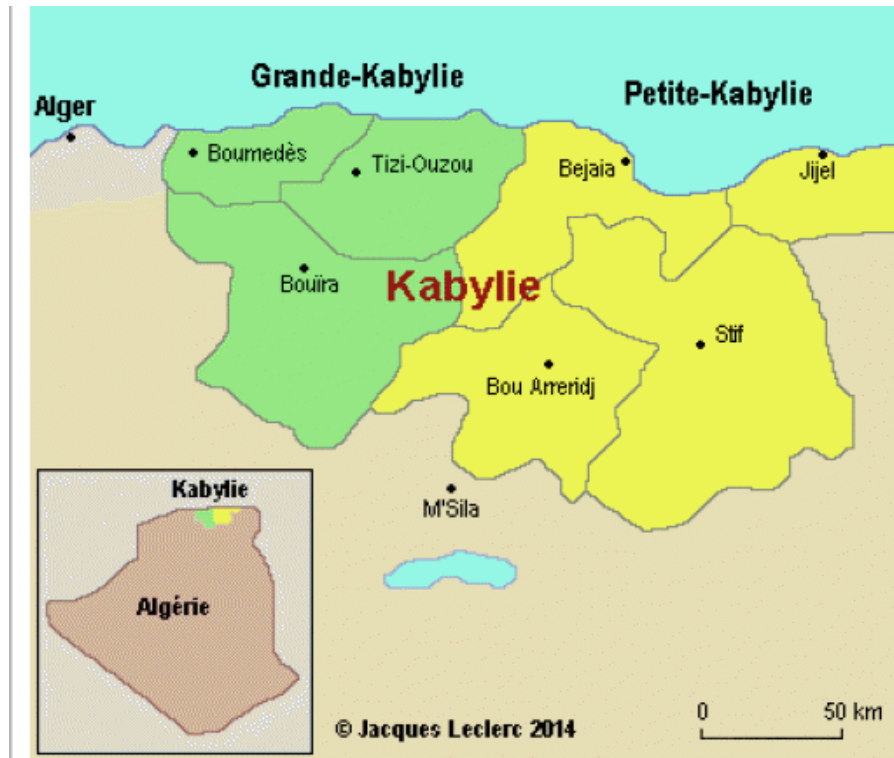 Grande-Kabylie
Petite-Kabylie
Alger
Boumedès
Tizi-Ouzou
Bejaia
Jijel
Bouïra
Kabylie
Stif
Bou Arreridj
M'Sila
Kabylie
Algérie
© Jacques Leclerc 2014
0 50 km